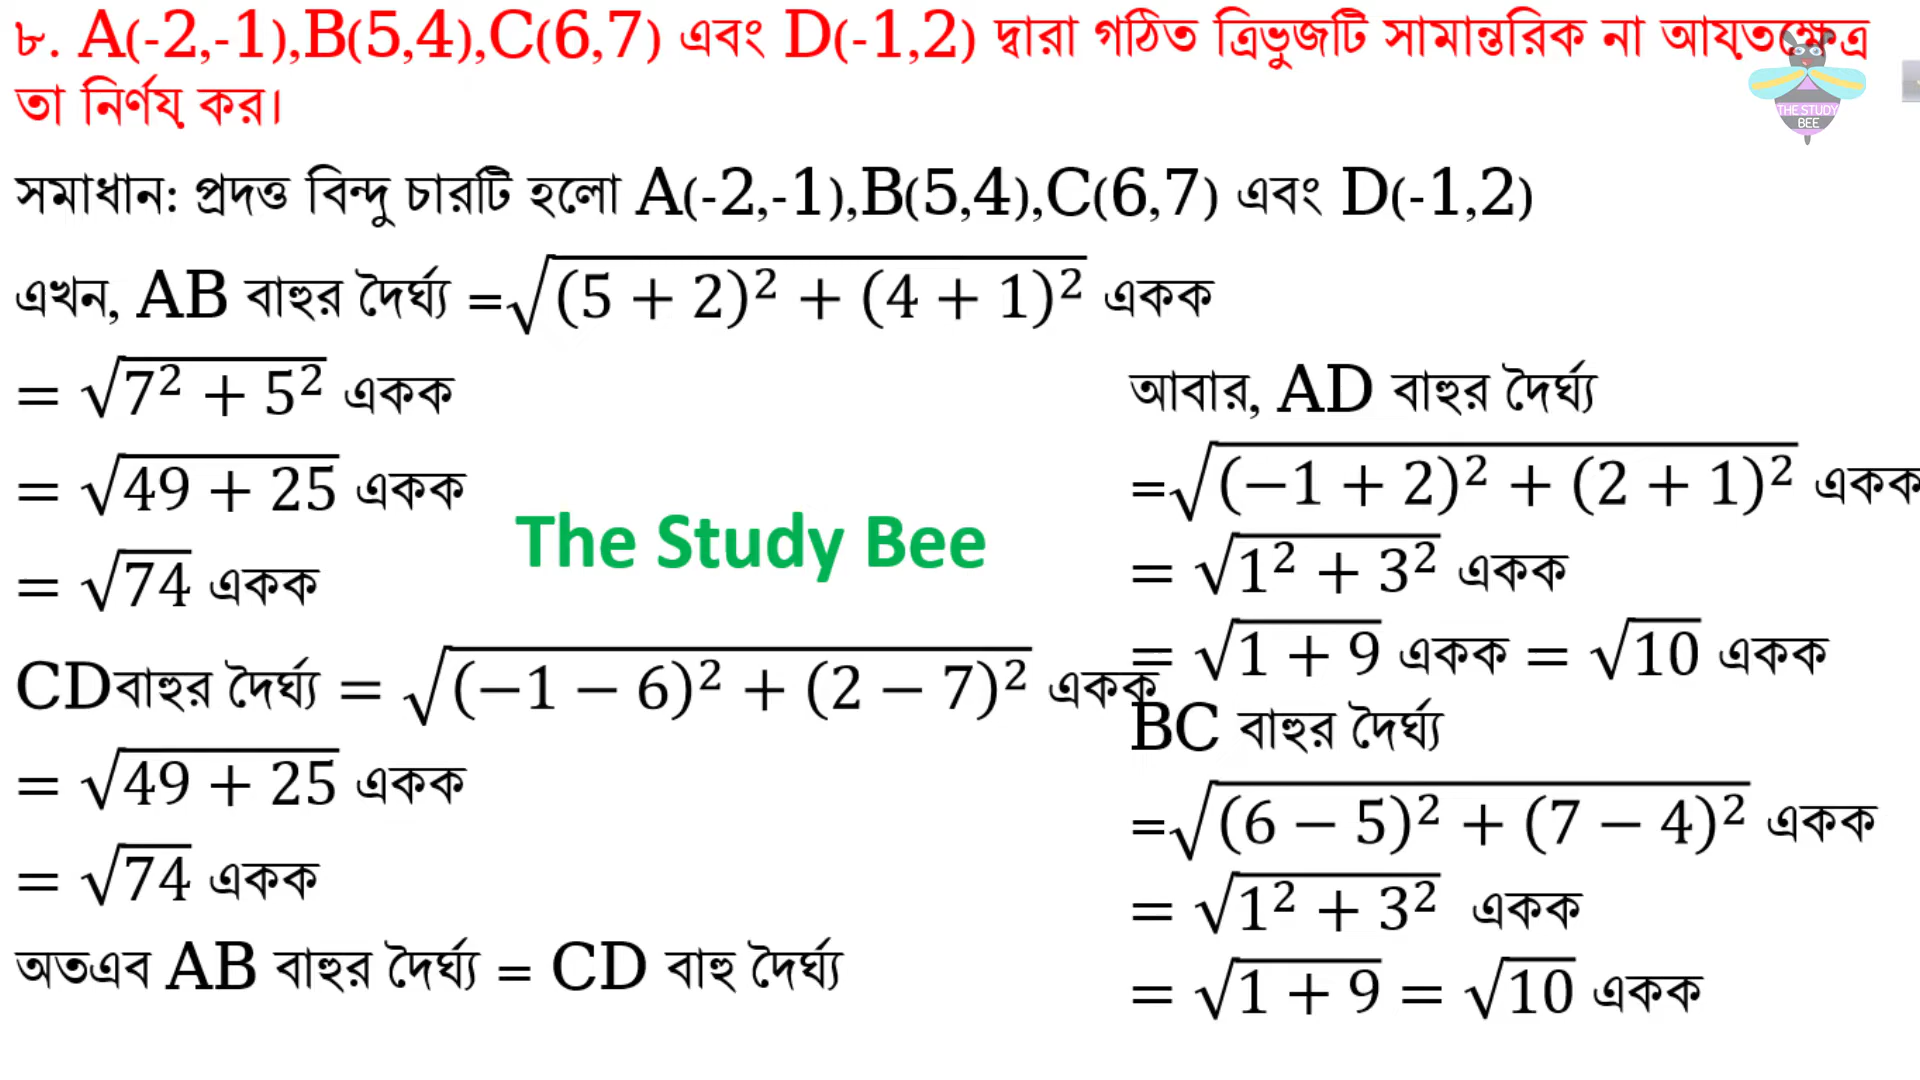 ৮. A(-2,-1),B(5,4),C(6,7) এবং D(-1,2) দ্বারা গঠিত ত্রিভুজটি সামান্তরিক না আয়তক্ষেত্র
তা নির্ণয় কর।
THE STUDY
BEE
সমাধান: প্রদত্ত বিন্দু চারটি হলো A(-2,-1),B(5,4),C(6,7) এবং D(-1,2)
এখন, AB বাহুর দৈর্ঘ্য =√(5 + 2)² + (4 + 1)² একক
= √7² + 5² একক
= √49 + 25 একক
= √74 একক
The Study Bee
CDবাহুর দৈর্ঘ্য = √(−1 − 6)² + (2 − 7)² একক
= √49 + 25 একক
= √74 একক
অতএব AB বাহুর দৈর্ঘ্য = CD বাহু দৈর্ঘ্য
আবার, AD বাহুর দৈর্ঘ্য
=√(−1 + 2)² + (2 + 1)² একক
= √1² + 3² একক
= √1 + 9 একক = √10 একক
BC বাহুর দৈর্ঘ্য
=√(6 − 5)² + (7 − 4)² একক
= √1² + 3² একক
= √1 + 9 = √10 একক